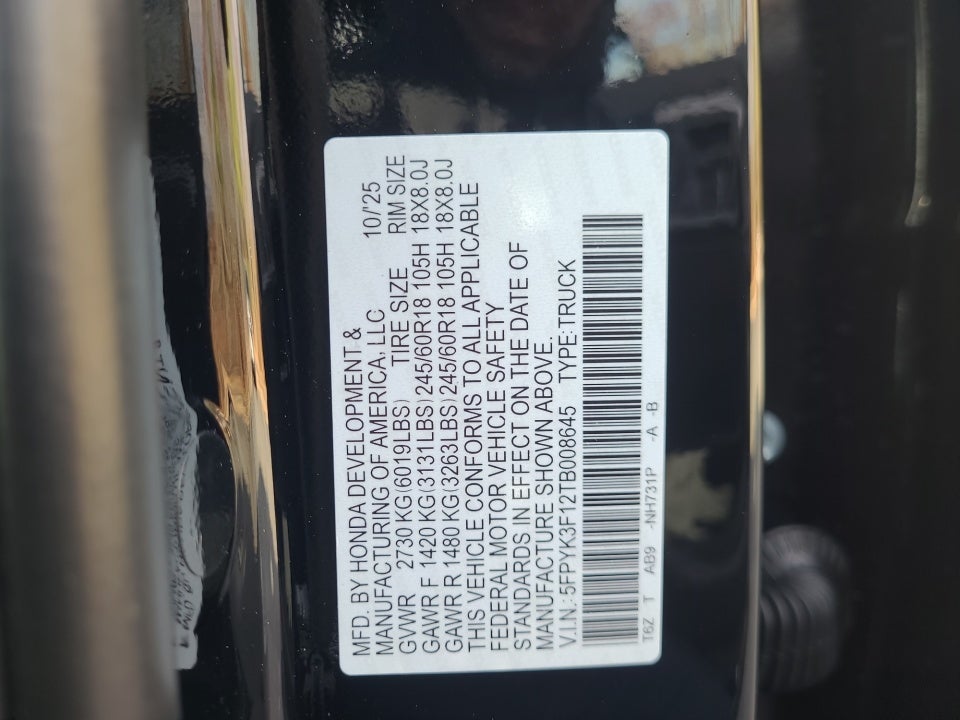 MFD. BY HONDA DEVELOPMENT &
MANUFACTURING OF AMERICA, LLC 10/'25
GVWR 2730 KG (6019LBS) TIRE SIZE RIM SIZE
GAWR F 1420 KG (3131LBS) 245/60R18 105H 18X8.0J
GAWR R 1480 KG (3263LBS) 245/60R18 105H 18X8.0J
THIS VEHICLE CONFORMS TO ALL APPLICABLE
FEDERAL MOTOR VEHICLE SAFETY
STANDARDS IN EFFECT ON THE DATE OF
MANUFACTURE SHOWN ABOVE.
V.I.N.: 5FPYK3F12TB008645 TYPE: TRUCK
T6Z T AB9 -NH731P -A -B